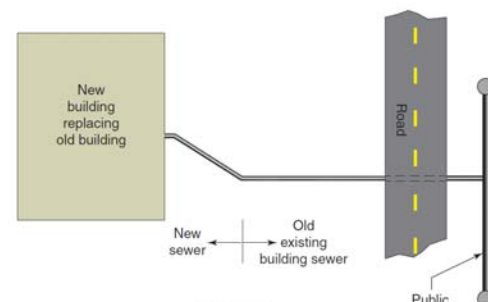 New
building
replacing
old building
Road
New
sewer
Old
existing
building sewer
Public